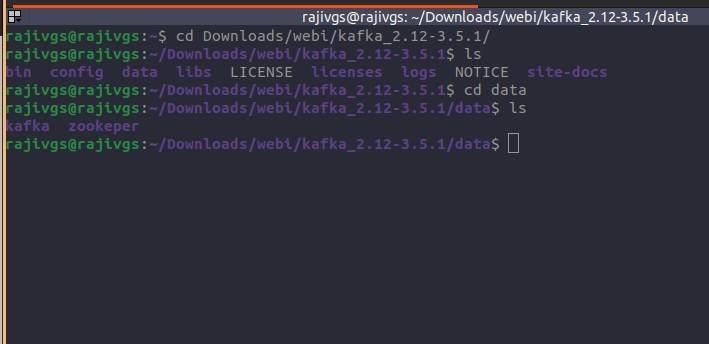 rajivgs@rajivgs: ~/Downloads/webi/kafka_2.12-3.5.1/data
rajivgs@rajivgs:~$ cd Downloads/webi/kafka_2.12-3.5.1/
rajivgs@rajivgs:~/Downloads/webi/kafka_2.12-3.5.1$ ls
bin config data libs LICENSE licenses logs NOTICE site-docs
rajivgs@rajivgs:~/Downloads/webi/kafka_2.12-3.5.1$ cd data
rajivgs@rajivgs:~/Downloads/webi/kafka_2.12-3.5.1/data$ ls
kafka zookeper
rajivgs@rajivgs:~/Downloads/webi/kafka_2.12-3.5.1/data$